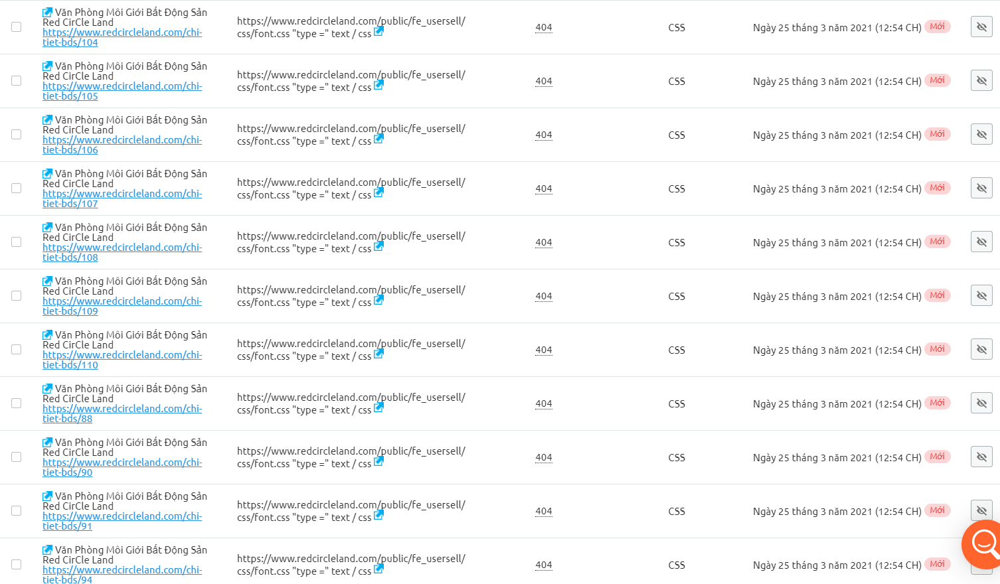 Văn Phòng Môi Giới Bất Động Sản
Red CirCle Land
https://www.redcircleland.com/chi-
tiet-bds/104
https://www.redcircleland.com/public/fe_usersell/
css/font.css "type =" text / css
404
CSS
Ngày 25 tháng 3 năm 2021 (12:54 CH) Mới
Văn Phòng Môi Giới Bất Động Sản
Red CirCle Land
https://www.redcircleland.com/chi-
tiet-bds/105
https://www.redcircleland.com/public/fe_usersell/
css/font.css "type =" text / css
404
CSS
Ngày 25 tháng 3 năm 2021 (12:54 CH) Mới
Văn Phòng Môi Giới Bất Động Sản
Red CirCle Land
https://www.redcircleland.com/chi-
tiet-bds/106
https://www.redcircleland.com/public/fe_usersell/
css/font.css "type =" text / css
404
CSS
Ngày 25 tháng 3 năm 2021 (12:54 CH) Mới
Văn Phòng Môi Giới Bất Động Sản
Red CirCle Land
https://www.redcircleland.com/chi-
tiet-bds/107
https://www.redcircleland.com/public/fe_usersell/
css/font.css "type =" text / css
404
CSS
Ngày 25 tháng 3 năm 2021 (12:54 CH) Mới
Văn Phòng Môi Giới Bất Động Sản
Red CirCle Land
https://www.redcircleland.com/chi-
tiet-bds/108
https://www.redcircleland.com/public/fe_usersell/
css/font.css "type =" text / css
404
CSS
Ngày 25 tháng 3 năm 2021 (12:54 CH) Mới
Văn Phòng Môi Giới Bất Động Sản
Red CirCle Land
https://www.redcircleland.com/chi-
tiet-bds/109
https://www.redcircleland.com/public/fe_usersell/
css/font.css "type =" text / css
404
CSS
Ngày 25 tháng 3 năm 2021 (12:54 CH) Mới
Văn Phòng Môi Giới Bất Động Sản
Red CirCle Land
https://www.redcircleland.com/chi-
tiet-bds/110
https://www.redcircleland.com/public/fe_usersell/
css/font.css "type =" text / css
404
CSS
Ngày 25 tháng 3 năm 2021 (12:54 CH) Mới
Văn Phòng Môi Giới Bất Động Sản
Red CirCle Land
https://www.redcircleland.com/chi-
tiet-bds/88
https://www.redcircleland.com/public/fe_usersell/
css/font.css "type =" text / css
404
CSS
Ngày 25 tháng 3 năm 2021 (12:54 CH) Mới
Văn Phòng Môi Giới Bất Động Sản
Red CirCle Land
https://www.redcircleland.com/chi-
tiet-bds/90
https://www.redcircleland.com/public/fe_usersell/
css/font.css "type =" text / css
404
CSS
Ngày 25 tháng 3 năm 2021 (12:54 CH) Mới
Văn Phòng Môi Giới Bất Động Sản
Red CirCle Land
https://www.redcircleland.com/chi-
tiet-bds/91
https://www.redcircleland.com/public/fe_usersell/
css/font.css "type =" text / css
404
CSS
Ngày 25 tháng 3 năm 2021 (12:54 CH) Mới
Văn Phòng Môi Giới Bất Động Sản
Red CirCle Land
https://www.redcircleland.com/chi-
tiet-bds/94
https://www.redcircleland.com/public/fe_usersell/
css/font.css "type =" text / css
404
CSS
Ngày 25 tháng 3 năm 2021 (12:54 CH) Mới